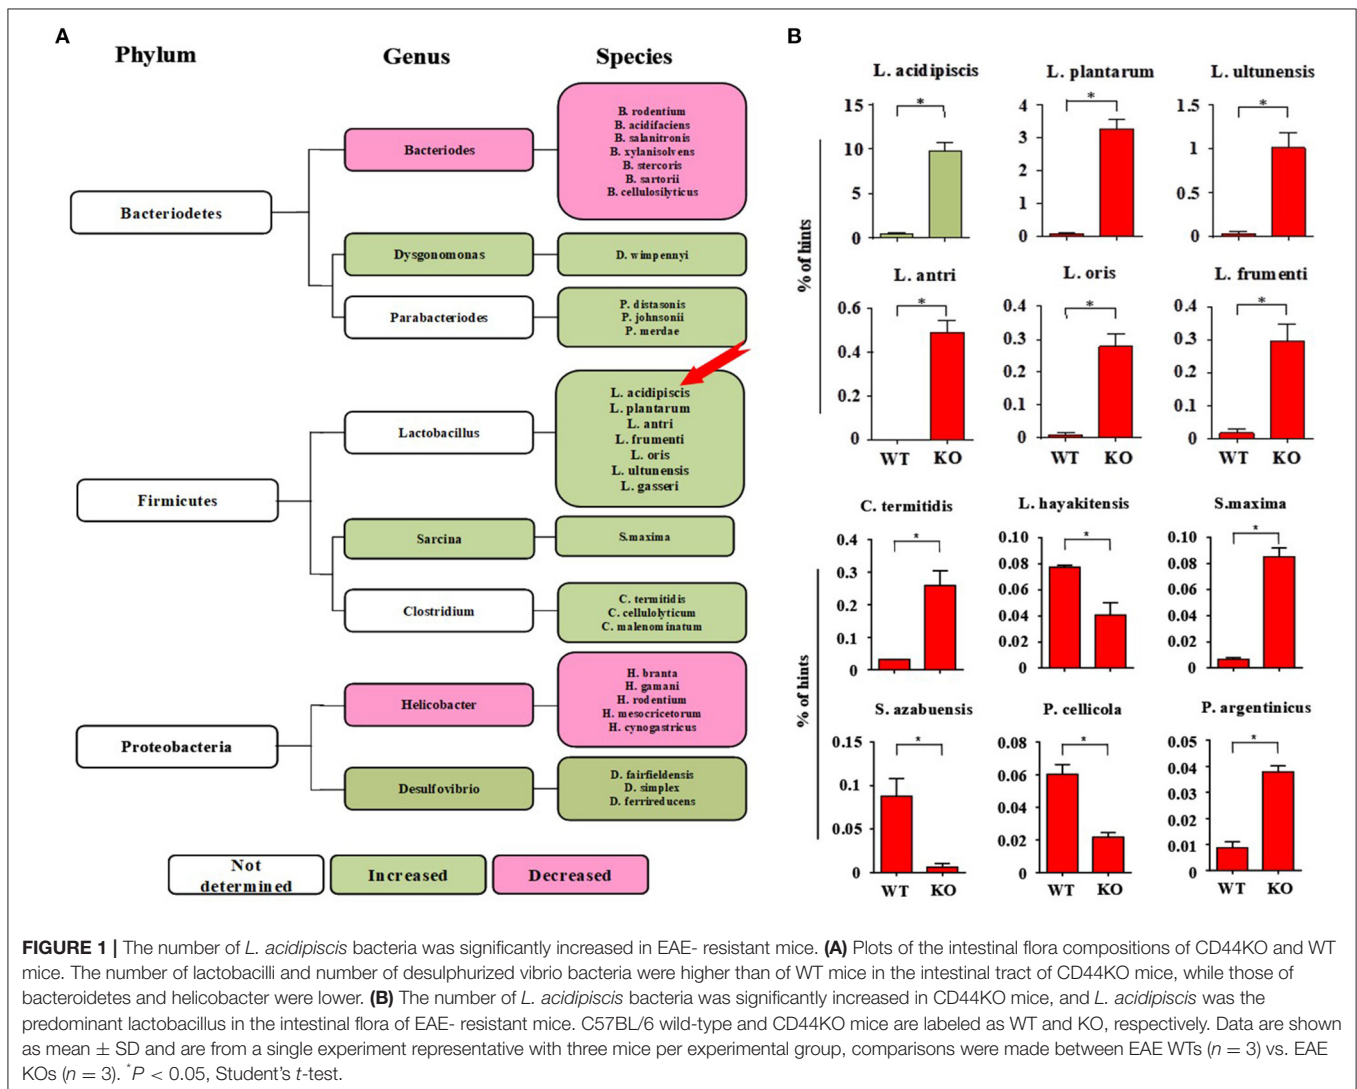 A
Phylum
Genus
Species
Bacteriodetes
Bacteriodes
B. rodentium
B. acidifaciens
B. salanitronis
B. xylanisolvens
B. stercoris
B. sartorii
B. cellulosilyticus
Dysgonomonas
D. wimpennyi
Parabacteriodes
P. distasonis
P. johnsonii
P. merdae
Firmicutes
Lactobacillus
L. acidipiscis
L. plantarum
L. antri
L. frumenti
L. oris
L. ultunensis
L. gasseri
Sarcina
S.maxima
Clostridium
C. termitidis
C. cellulolyticum
C. malenominatum
Proteobacteria
Helicobacter
H. branta
H. gamani
H. rodentium
H. mesocricetorum
H. cynogastricus
Desulfovibrio
D. fairfieldensis
D. simplex
D. ferrireducens
Not
determined
Increased
Decreased
B
% of hints
L. acidipiscis
15
10
5
0
*
L. plantarum
4
3
2
1
0
*
L. ultunensis
1.5
1
0.5
0
*
L. antri
0.6
0.4
0.2
0
*
WT KO
L. oris
0.4
0.3
0.2
0.1
0
*
WT KO
L. frumenti
0.4
0.3
0.2
0.1
0
*
WT KO
% of hints
C. termitidis
0.4
0.3
0.2
0.1
0
*
L. hayakitensis
0.10
0.08
0.06
0.04
0.02
0
*
S.maxima
0.10
0.08
0.06
0.04
0.02
0
*
S. azabuensis
0.15
0.1
0.05
0
*
WT KO
P. cellicola
0.08
0.06
0.04
0.02
0
*
WT KO
P. argentinicus
0.05
0.04
0.03
0.02
0.01
0
*
WT KO
FIGURE 1 | The number of L. acidipiscis bacteria was significantly increased in EAE- resistant mice. (A) Plots of the intestinal flora compositions of CD44KO and WT
mice. The number of lactobacilli and number of desulphurized vibrio bacteria were higher than of WT mice in the intestinal tract of CD44KO mice, while those of
bacteroidetes and helicobacter were lower. (B) The number of L. acidipiscis bacteria was significantly increased in CD44KO mice, and L. acidipiscis was the
predominant lactobacillus in the intestinal flora of EAE- resistant mice. C57BL/6 wild-type and CD44KO mice are labeled as WT and KO, respectively. Data are shown
as mean ± SD and are from a single experiment representative with three mice per experimental group, comparisons were made between EAE WTs (n = 3) vs. EAE
KOs (n = 3). *P < 0.05, Student's t-test.